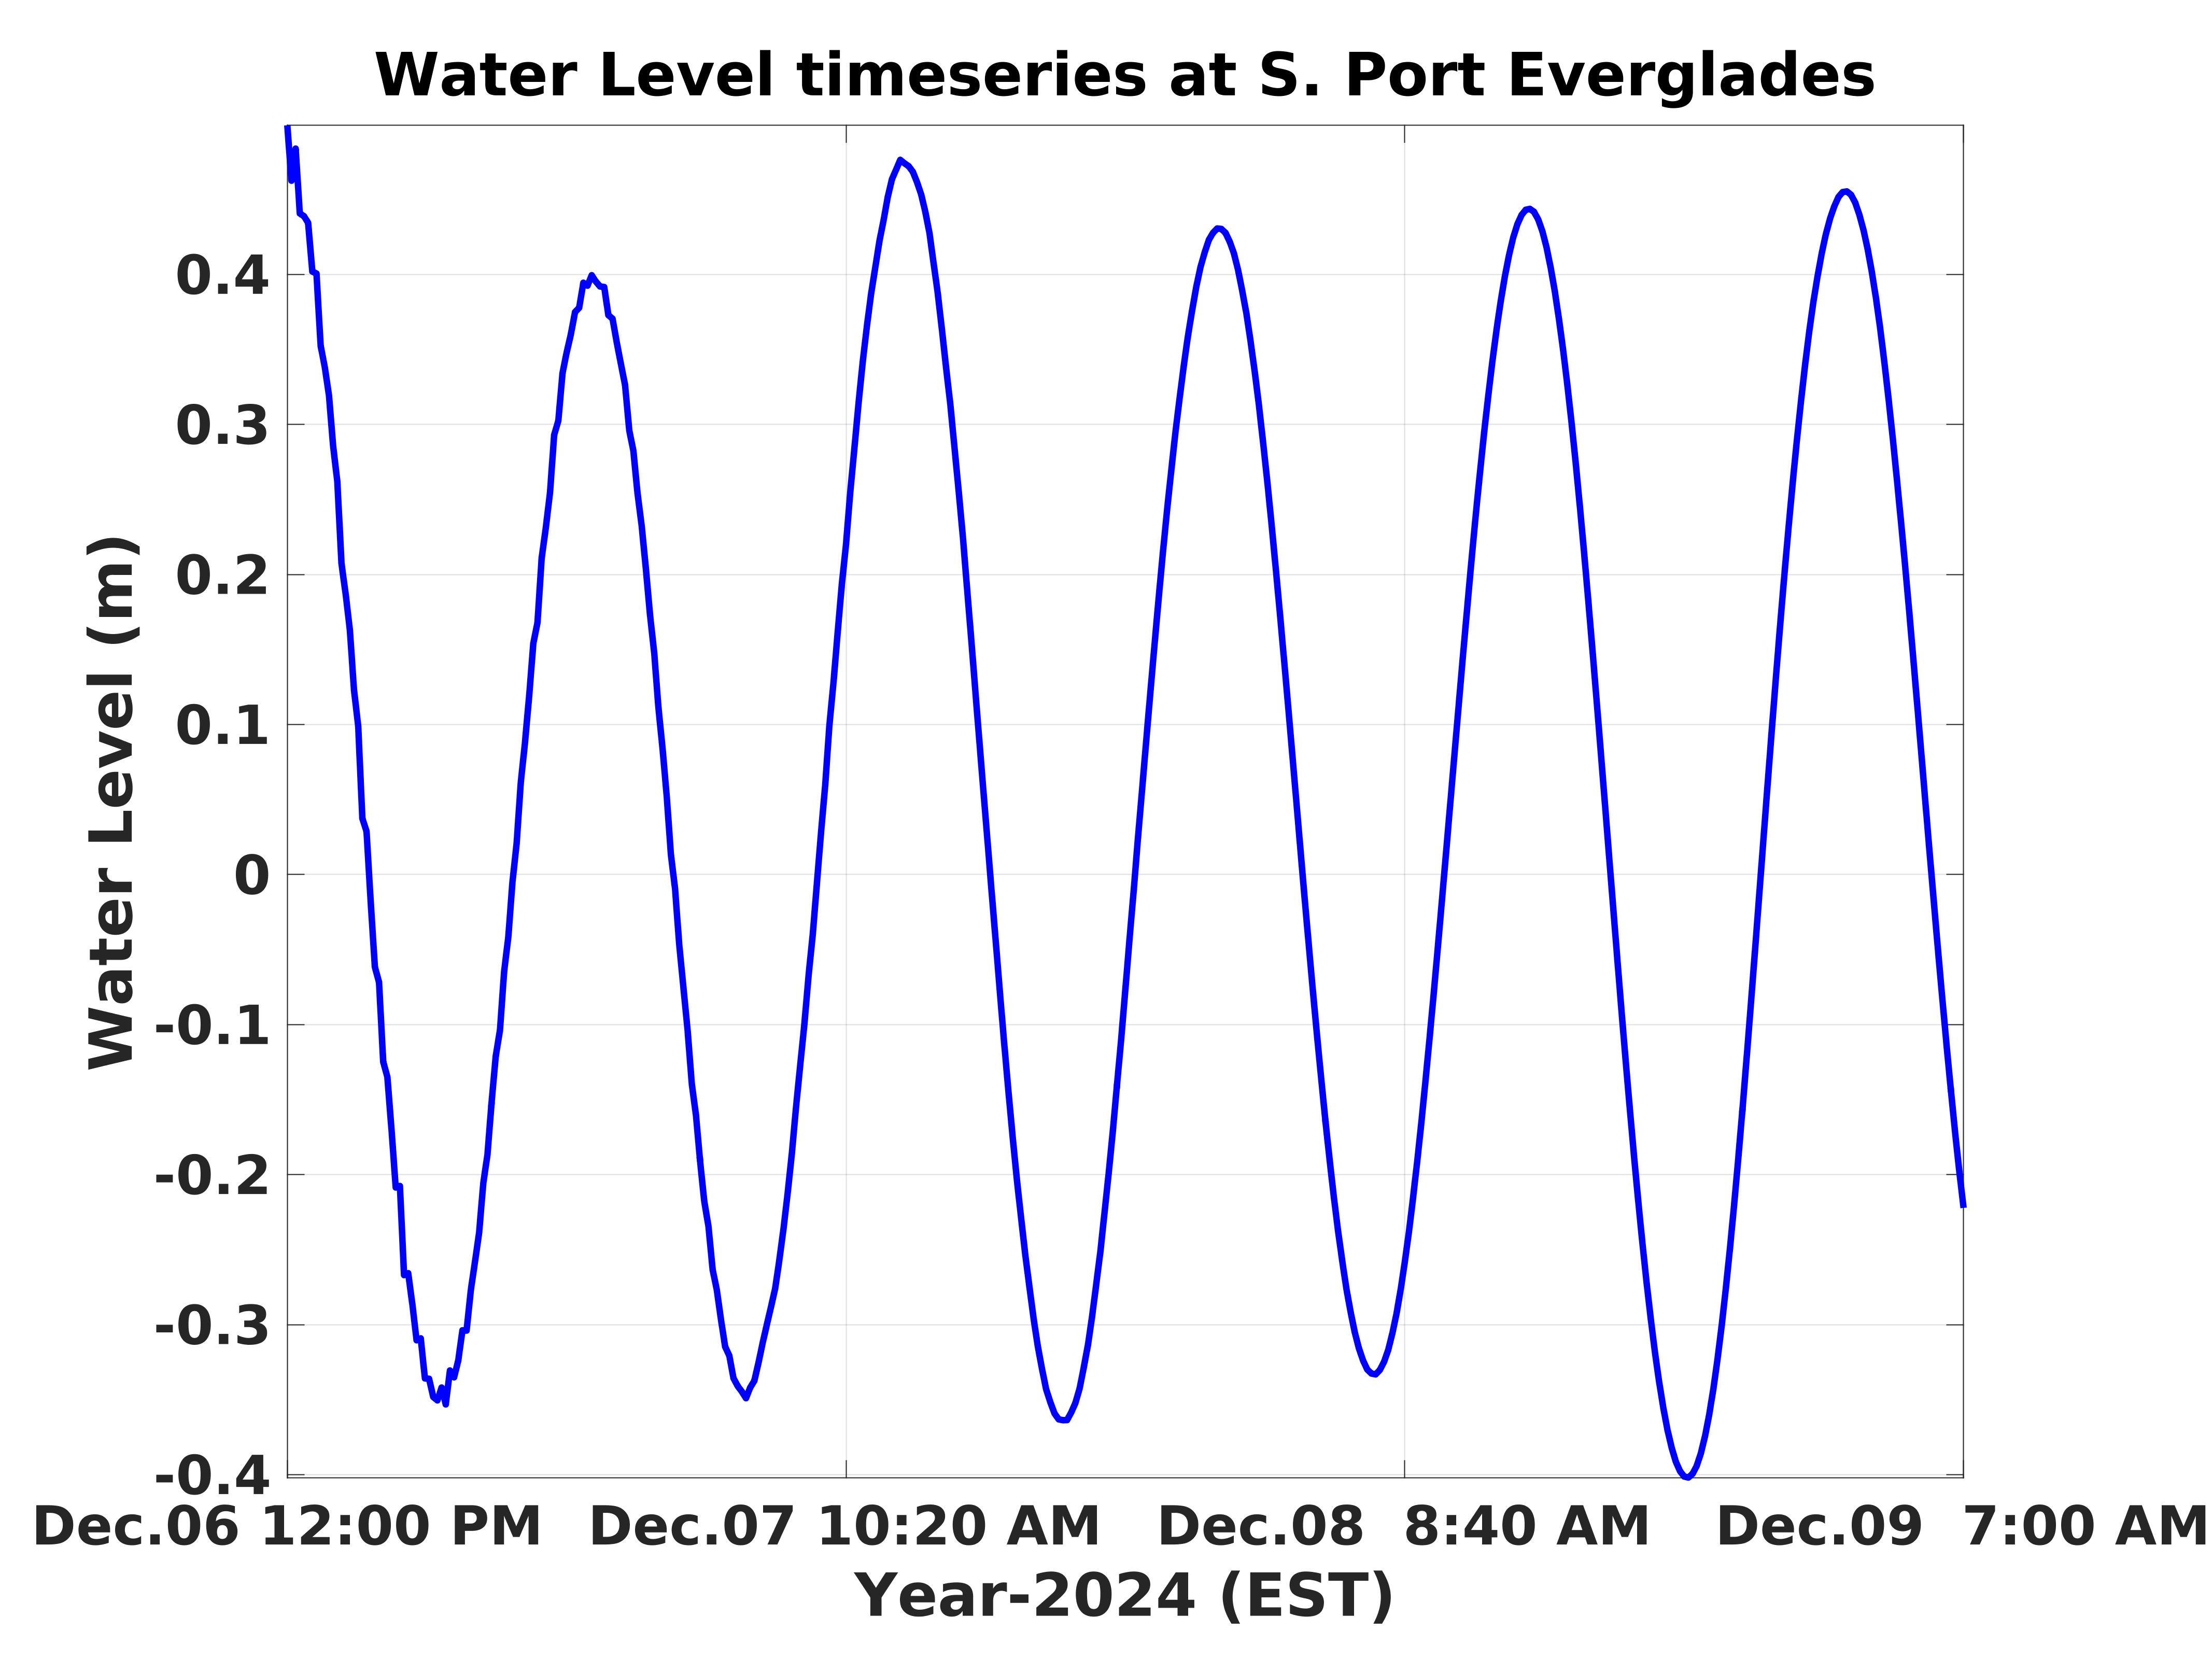 Water Level timeseries at S. Port Everglades
Water Level (m)
0.4
0.3
0.2
0.1
0
-0.1
-0.2
-0.3
-0.4
Dec.06 12:00 PM Dec.07 10:20 AM Dec.08 8:40 AM Dec.09 7:00 AM
Year-2024 (EST)